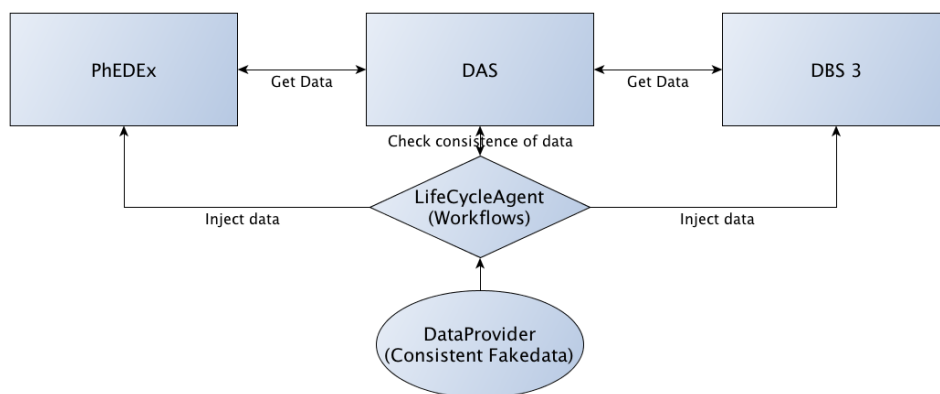 PhEDEx
DAS
DBS 3
Get Data
Get Data
Check consistence of data
LifeCycleAgent
(Workflows)
Inject data
Inject data
DataProvider
(Consistent Fakedata)